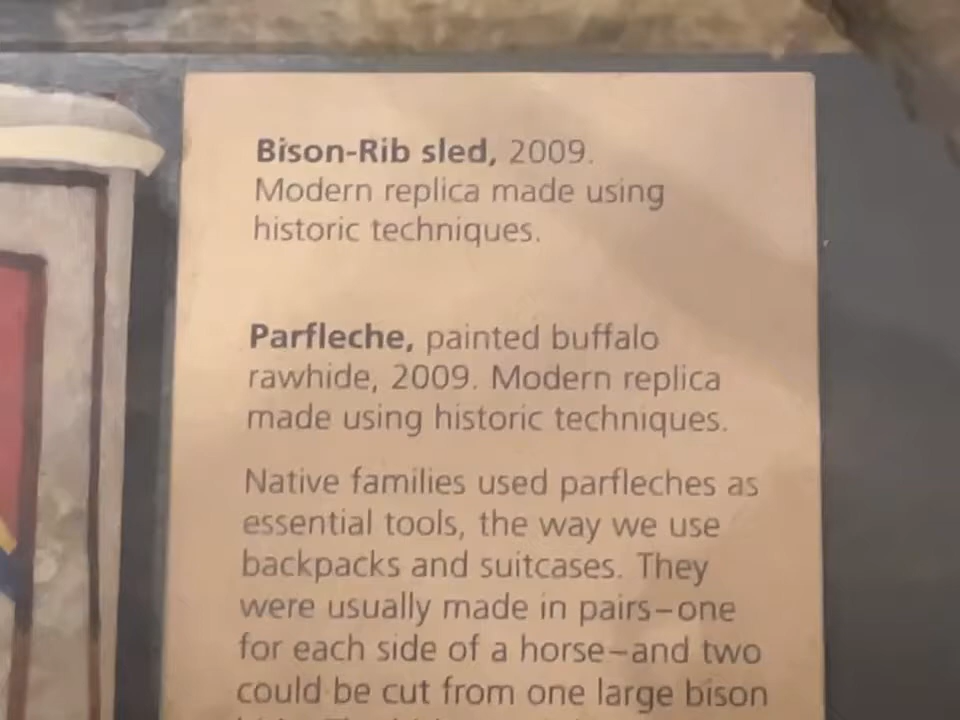 Bison-Rib sled, 2009.
Modern replica made using
historic techniques.
Parfleche, painted buffalo
rawhide, 2009. Modern replica
made using historic techniques.
Native families used parfleches as
essential tools, the way we use
backpacks and suitcases. They
were usually made in pairs—one
for each side of a horse—and two
could be cut from one large bison